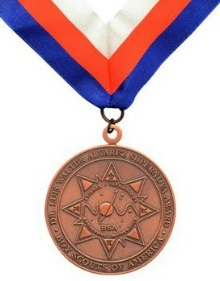 DR. LUIS WALTER ALVAREZ SUPERNOVA AWARD
NOVA
BSA
BOY SCOUTS OF AMERICA